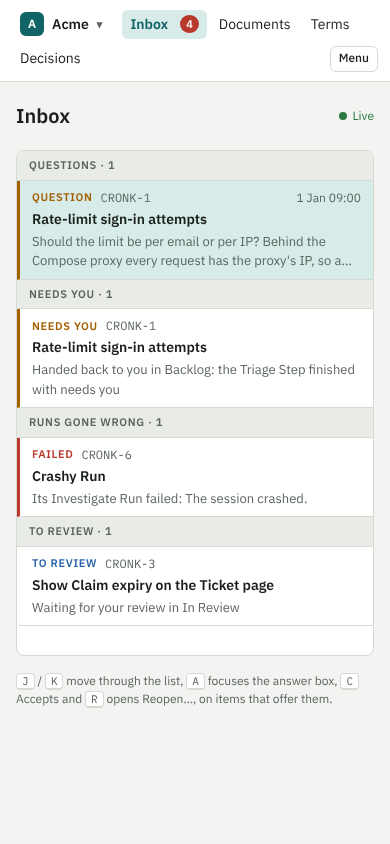 A Acme ▾ Inbox 4 Documents Terms
Decisions Menu
Inbox Live
QUESTIONS · 1
QUESTION CRONK-1 1 Jan 09:00
Rate-limit sign-in attempts
Should the limit be per email or per IP? Behind the
Compose proxy every request has the proxy's IP, so a...
NEEDS YOU · 1
NEEDS YOU CRONK-1
Rate-limit sign-in attempts
Handed back to you in Backlog: the Triage Step finished
with needs you
RUNS GONE WRONG · 1
FAILED CRONK-6
Crashy Run
Its Investigate Run failed: The session crashed.
TO REVIEW · 1
TO REVIEW CRONK-3
Show Claim expiry on the Ticket page
Waiting for your review in In Review
J / K move through the list, A focuses the answer box, C
Accepts and R opens Reopen..., on items that offer them.